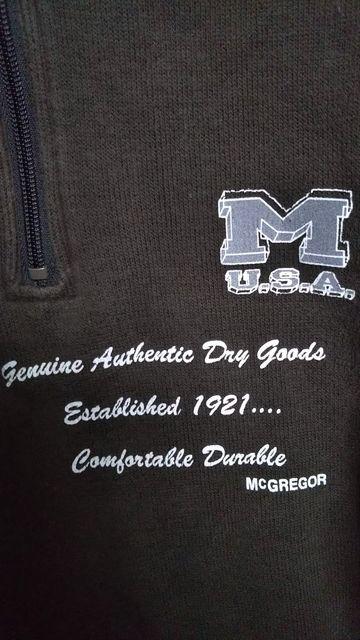 M
U.S.A.
Genuine Authentic Dry Goods
Established 1921....
Comfortable Durable
McGREGOR